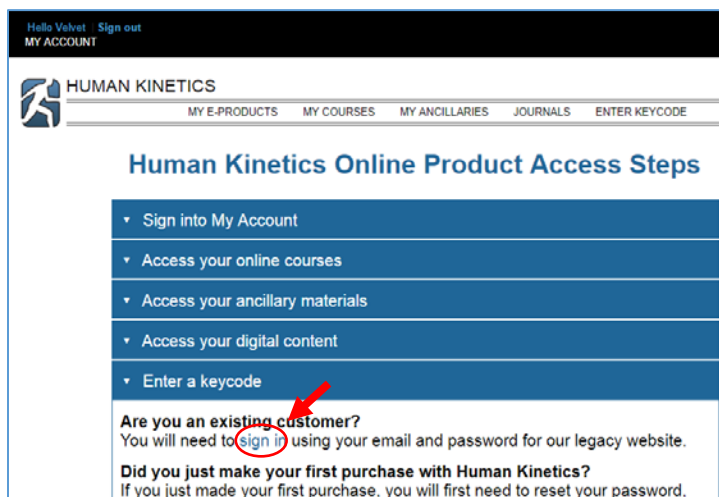 Hello Velvet | Sign out
MY ACCOUNT
HUMAN KINETICS
MY E-PRODUCTS MY COURSES MY ANCILLARIES JOURNALS ENTER KEYCODE
Human Kinetics Online Product Access Steps
Sign into My Account
Access your online courses
Access your ancillary materials
Access your digital content
Enter a keycode
Are you an existing customer?
You will need to sign in using your email and password for our legacy website.
Did you just make your first purchase with Human Kinetics?
If you just made your first purchase, you will first need to reset your password.